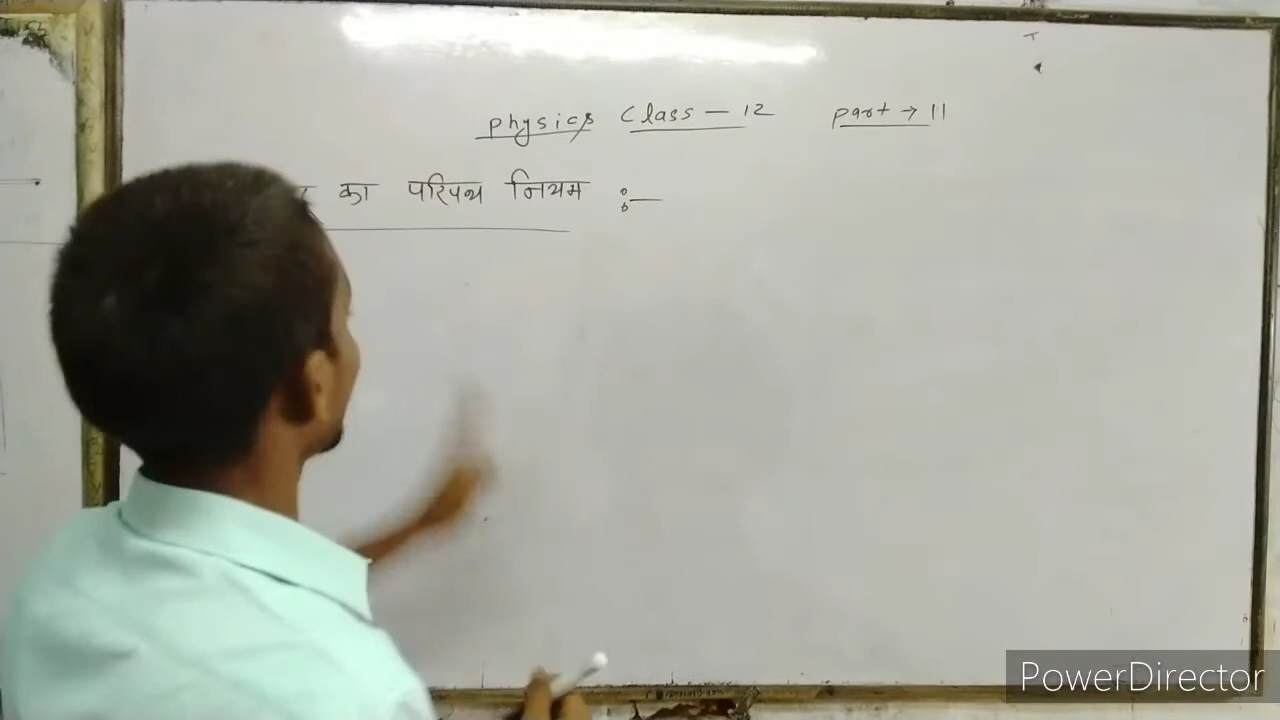 physics Class - 12 part → 11
का परिपथ नियम :-
PowerDirector